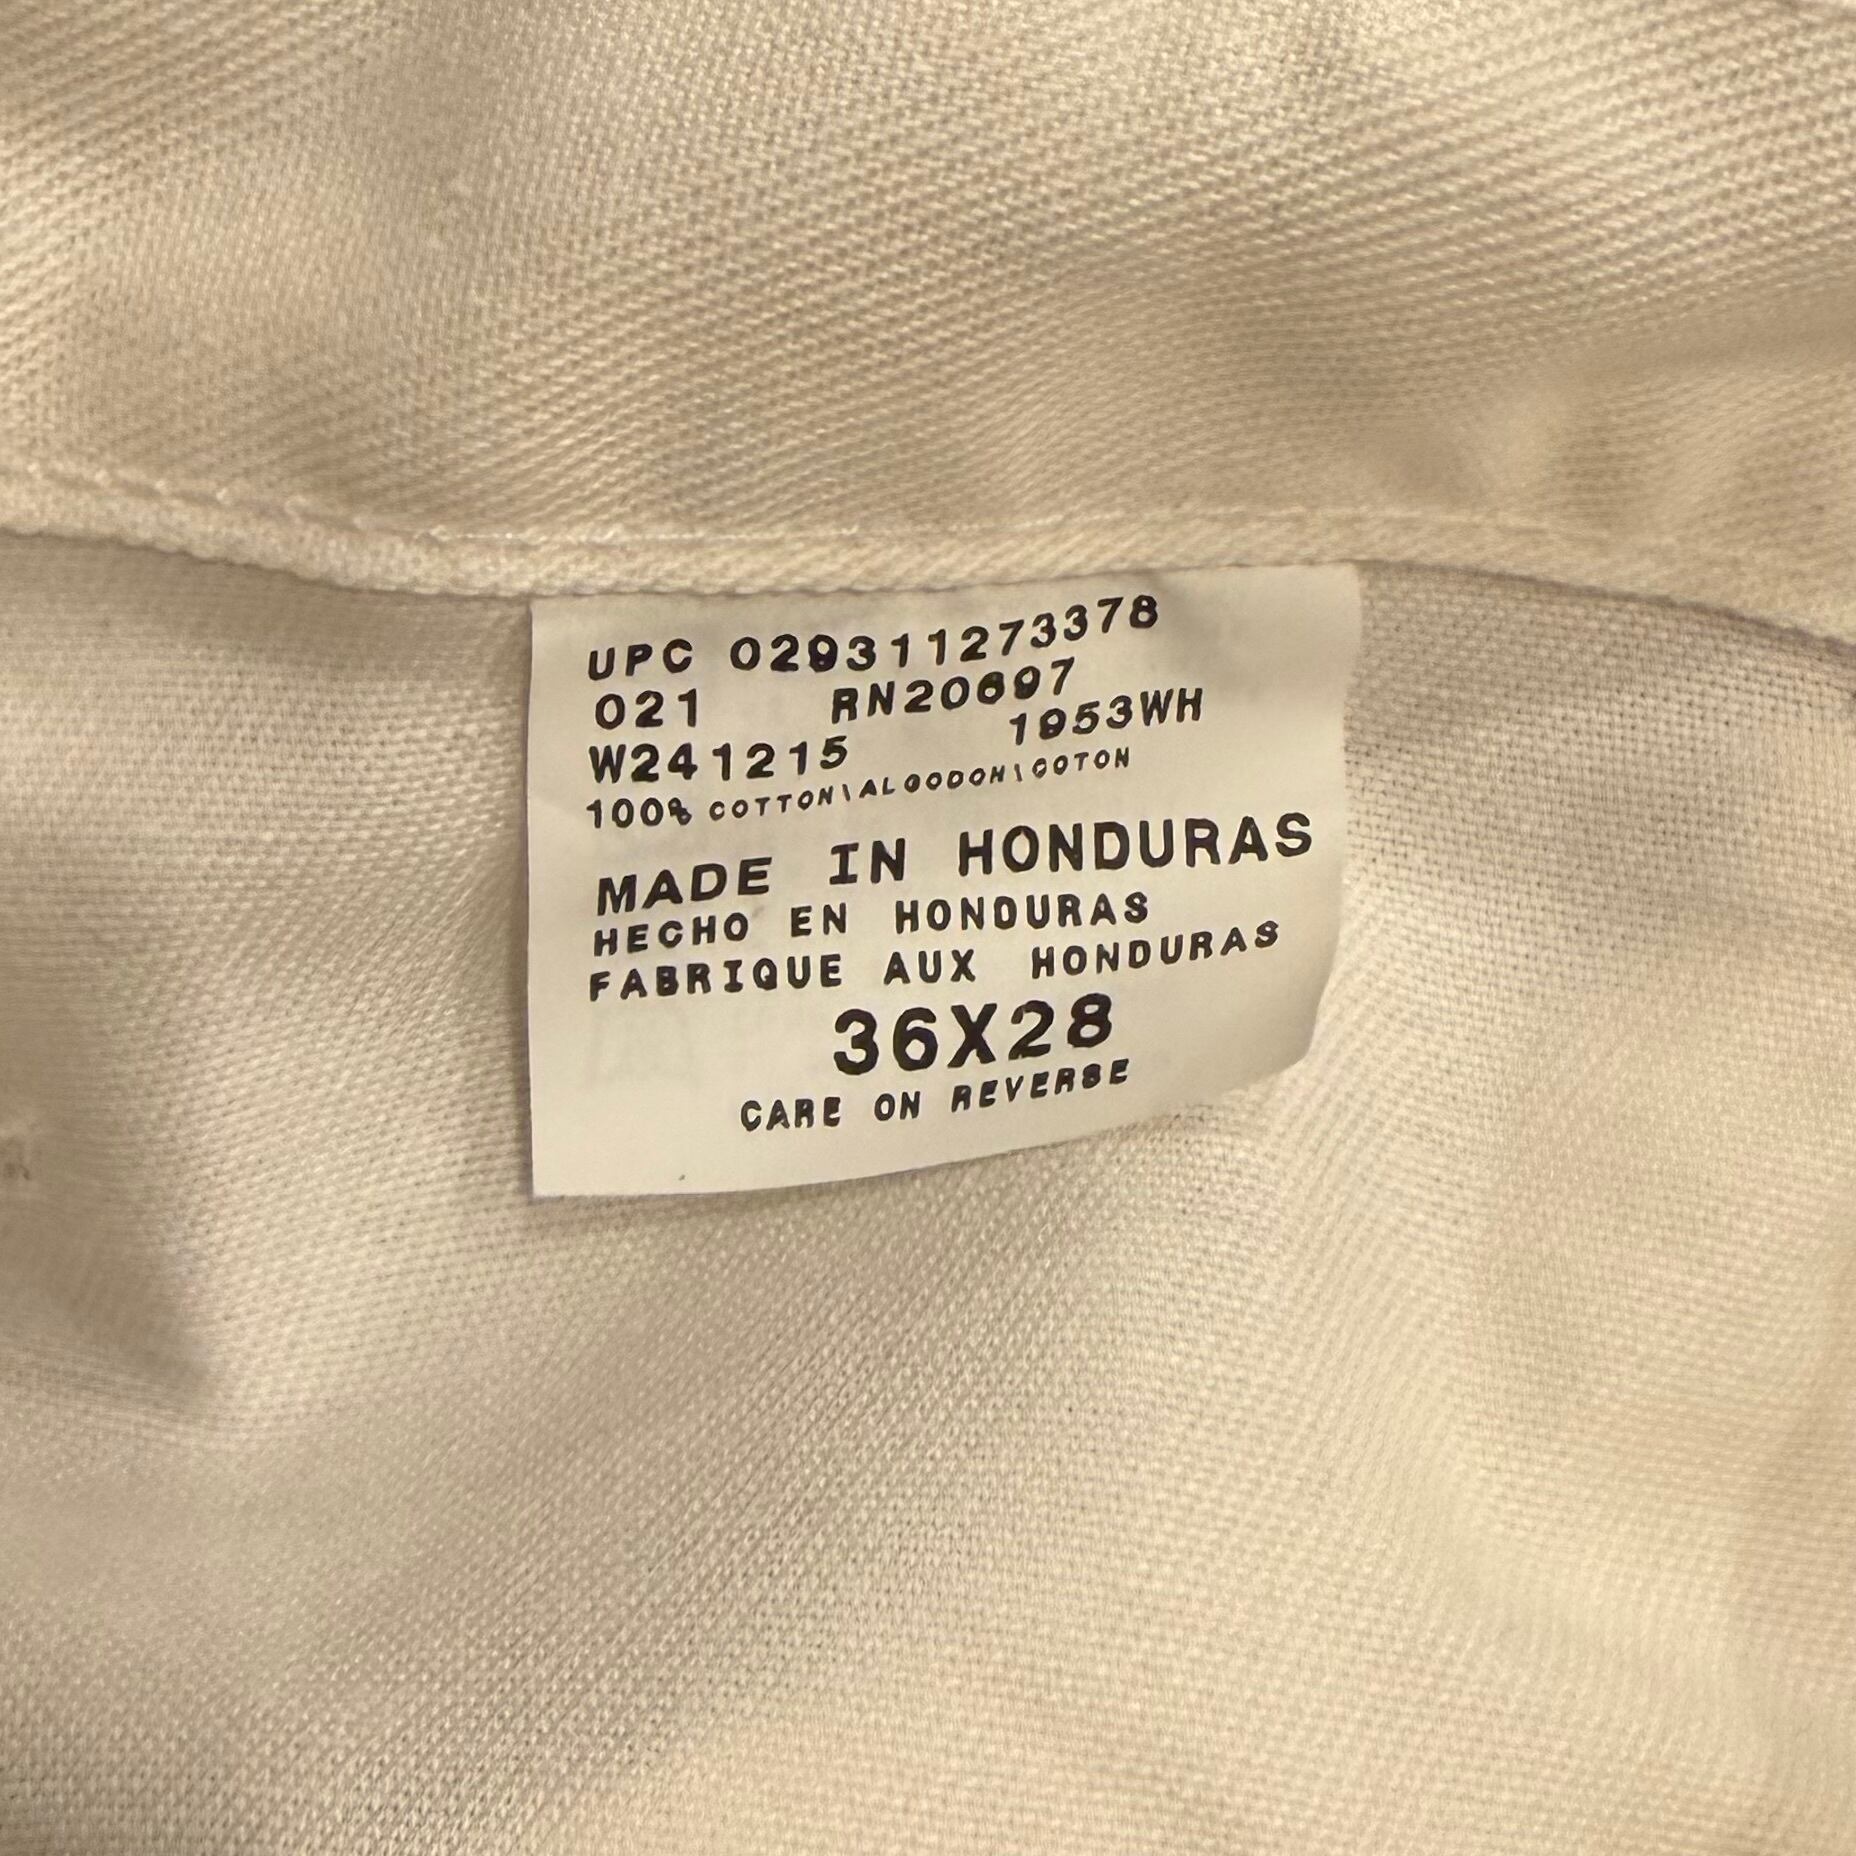 UPC 029311273378
021 RN20697
W241215 1953WH
100% COTTON\ALGODON\COTON
MADE IN HONDURAS
HECHO EN HONDURAS
FABRIQUE AUX HONDURAS
36X28
CARE ON REVERSE